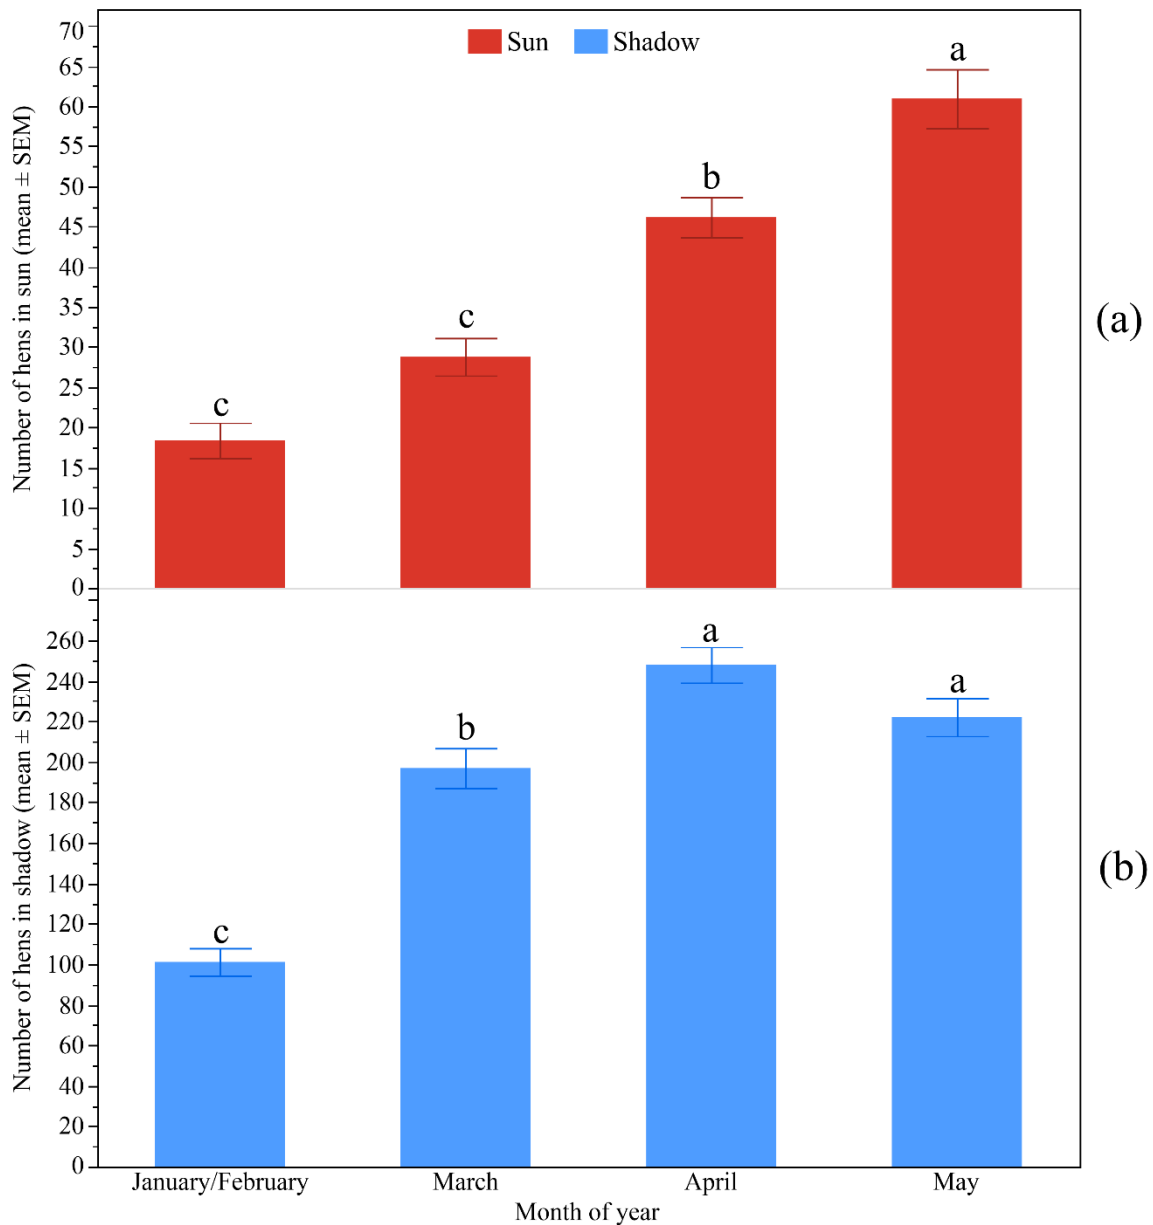 Sun Shadow
Number of hens in sun (mean ± SEM)
70
65
60
55
50
45
40
35
30
25
20
15
10
5
0
c
c
b
a
(a)
Number of hens in shadow (mean ± SEM)
260
240
220
200
180
160
140
120
100
80
60
40
20
0
c
b
a
a
(b)
January/February March April May
Month of year